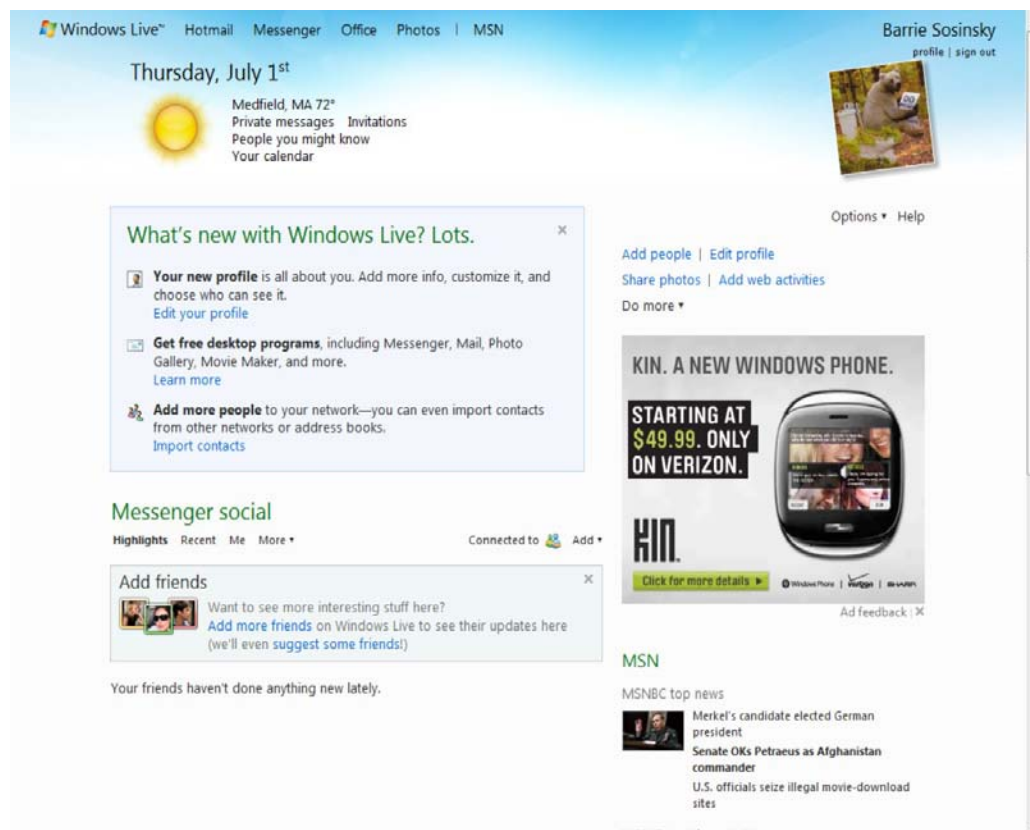 Windows Live™ Hotmail Messenger Office Photos | MSN
Barrie Sosinsky
profile | sign out
Thursday, July 1st
Medfield, MA 72°
Private messages Invitations
People you might know
Your calendar
Options ▾ Help
What's new with Windows Live? Lots. ×
Your new profile is all about you. Add more info, customize it, and
choose who can see it.
Edit your profile
Get free desktop programs, including Messenger, Mail, Photo
Gallery, Movie Maker, and more.
Learn more
Add more people to your network—you can even import contacts
from other networks or address books.
Import contacts
Messenger social
Highlights Recent Me More ▾
Connected to Add ▾
Add friends ×
Want to see more interesting stuff here?
Add more friends on Windows Live to see their updates here
(we'll even suggest some friends!)
Your friends haven't done anything new lately.
Add people | Edit profile
Share photos | Add web activities
Do more ▾
KIN. A NEW WINDOWS PHONE.
STARTING AT
$49.99. ONLY
ON VERIZON.
KIN.
Click for more details ►
Windows Phone | verizon | SHARP
Ad feedback | ×
MSN
MSNBC top news
Merkel's candidate elected German
president
Senate OKs Petraeus as Afghanistan
commander
U.S. officials seize illegal movie-download
sites